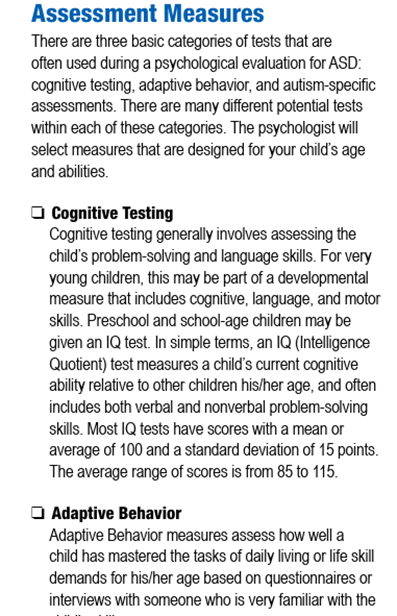 Assessment Measures
There are three basic categories of tests that are
often used during a psychological evaluation for ASD:
cognitive testing, adaptive behavior, and autism-specific
assessments. There are many different potential tests
within each of these categories. The psychologist will
select measures that are designed for your child's age
and abilities.
❏ Cognitive Testing
Cognitive testing generally involves assessing the
child's problem-solving and language skills. For very
young children, this may be part of a developmental
measure that includes cognitive, language, and motor
skills. Preschool and school-age children may be
given an IQ test. In simple terms, an IQ (Intelligence
Quotient) test measures a child's current cognitive
ability relative to other children his/her age, and often
includes both verbal and nonverbal problem-solving
skills. Most IQ tests have scores with a mean or
average of 100 and a standard deviation of 15 points.
The average range of scores is from 85 to 115.
❏ Adaptive Behavior
Adaptive Behavior measures assess how well a
child has mastered the tasks of daily living or life skill
demands for his/her age based on questionnaires or
interviews with someone who is very familiar with the